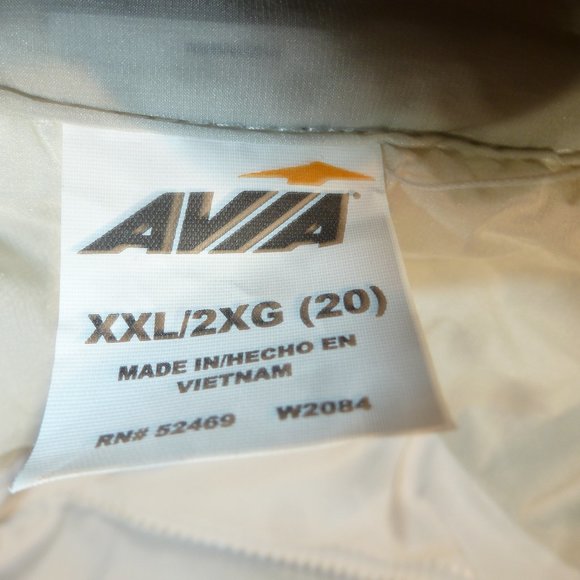 AVIA
XXL/2XG (20)
MADE IN/HECHO EN
VIETNAM
RN# 52469 W2084